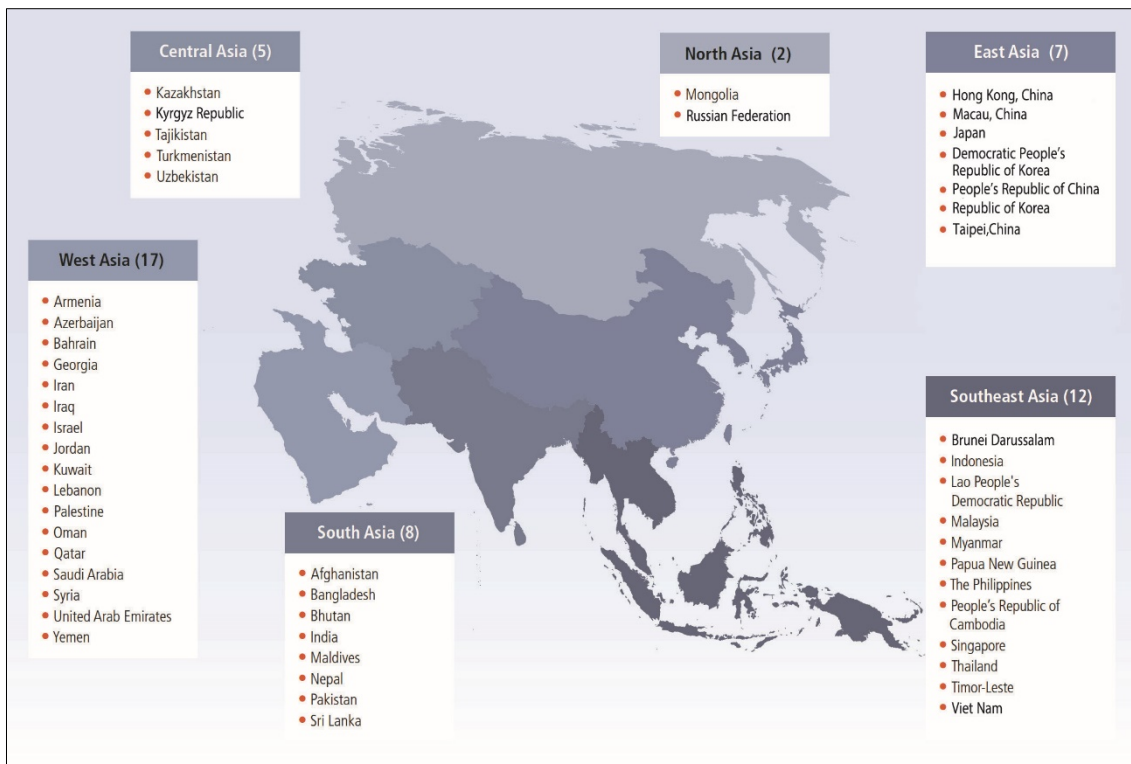 Central Asia (5)
• Kazakhstan
• Kyrgyz Republic
• Tajikistan
• Turkmenistan
• Uzbekistan
North Asia (2)
• Mongolia
• Russian Federation
East Asia (7)
• Hong Kong, China
• Macau, China
• Japan
• Democratic People's
Republic of Korea
• People's Republic of China
• Republic of Korea
• Taipei,China
West Asia (17)
• Armenia
• Azerbaijan
• Bahrain
• Georgia
• Iran
• Iraq
• Israel
• Jordan
• Kuwait
• Lebanon
• Palestine
• Oman
• Qatar
• Saudi Arabia
• Syria
• United Arab Emirates
• Yemen
South Asia (8)
• Afghanistan
• Bangladesh
• Bhutan
• India
• Maldives
• Nepal
• Pakistan
• Sri Lanka
Southeast Asia (12)
• Brunei Darussalam
• Indonesia
• Lao People's
Democratic Republic
• Malaysia
• Myanmar
• Papua New Guinea
• The Philippines
• People's Republic of
Cambodia
• Singapore
• Thailand
• Timor-Leste
• Viet Nam